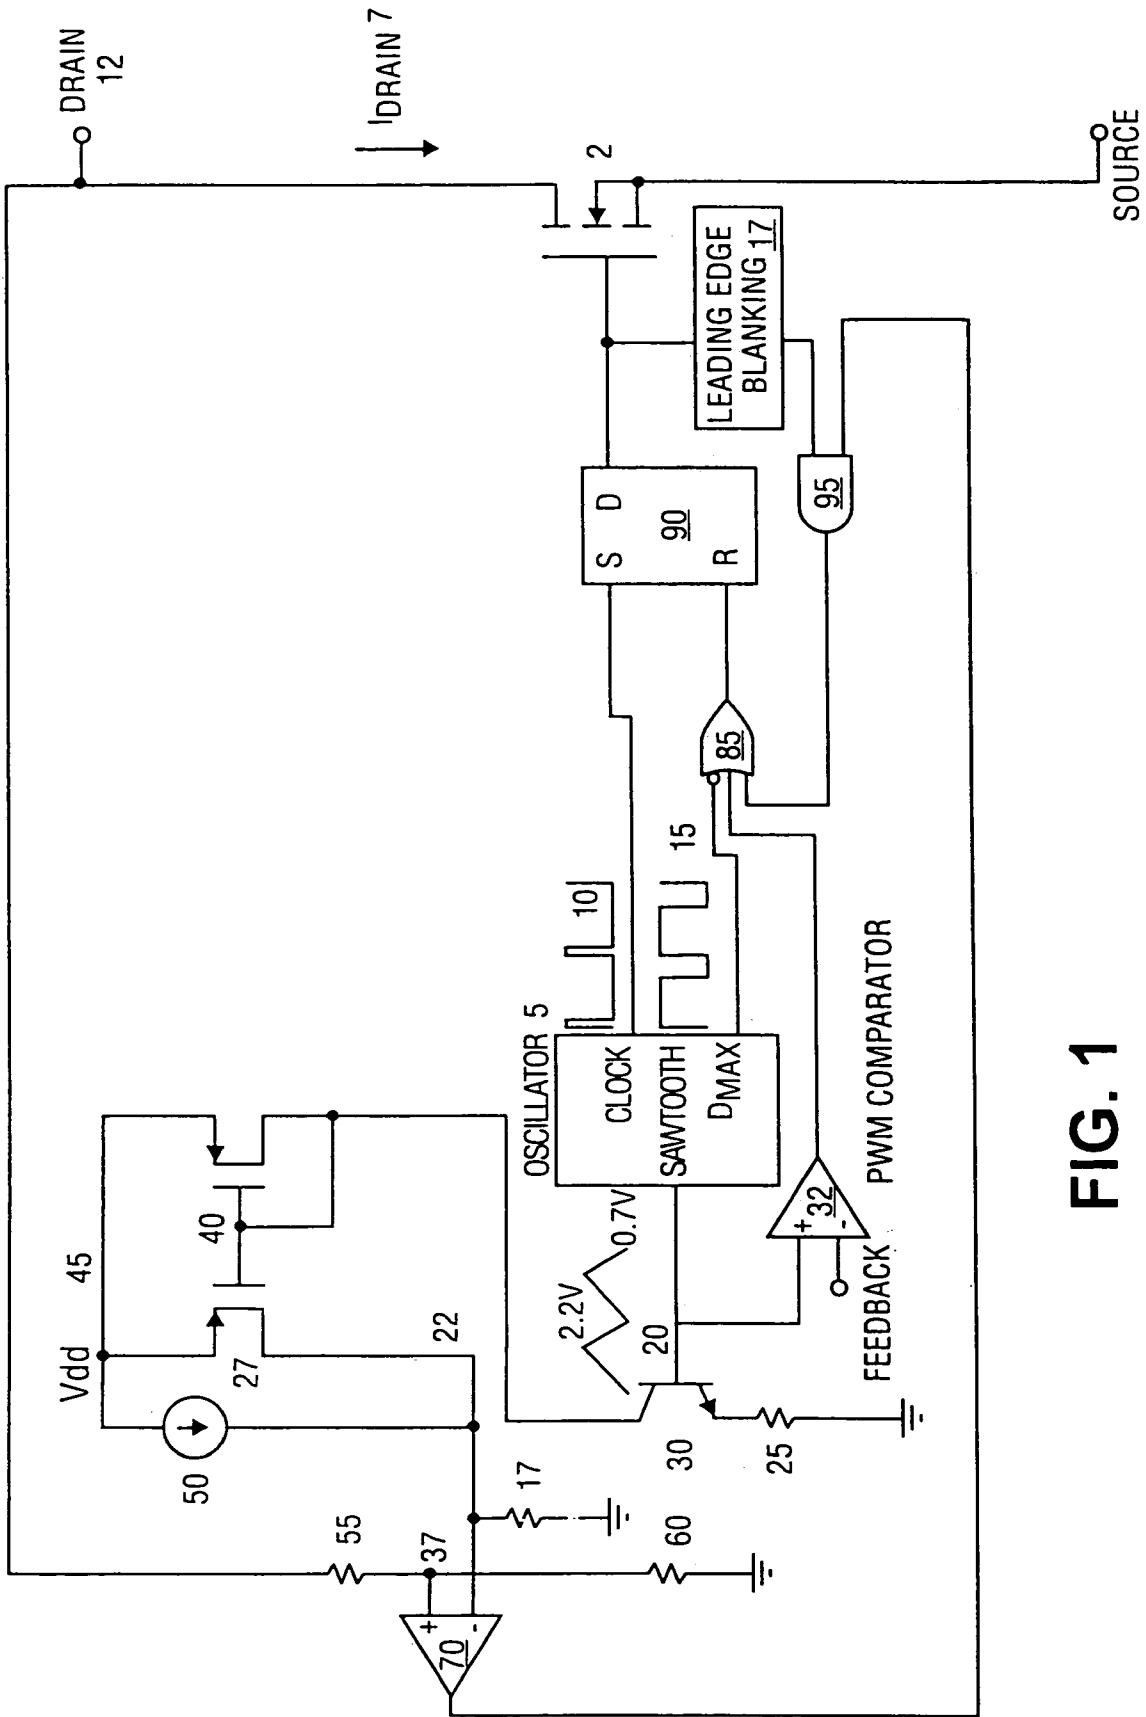 DRAIN
12
IDRAIN 7
2
SOURCE
LEADING EDGE
BLANKING 17
95
S D
90
R
85
15
10
OSCILLATOR 5
CLOCK
SAWTOOTH
DMAX
PWM COMPARATOR
+
32
-
FEEDBACK
0.7V
2.2V
20
30
25
45
Vdd
40
27
22
50
17
55
37
60
+
70
-
FIG. 1